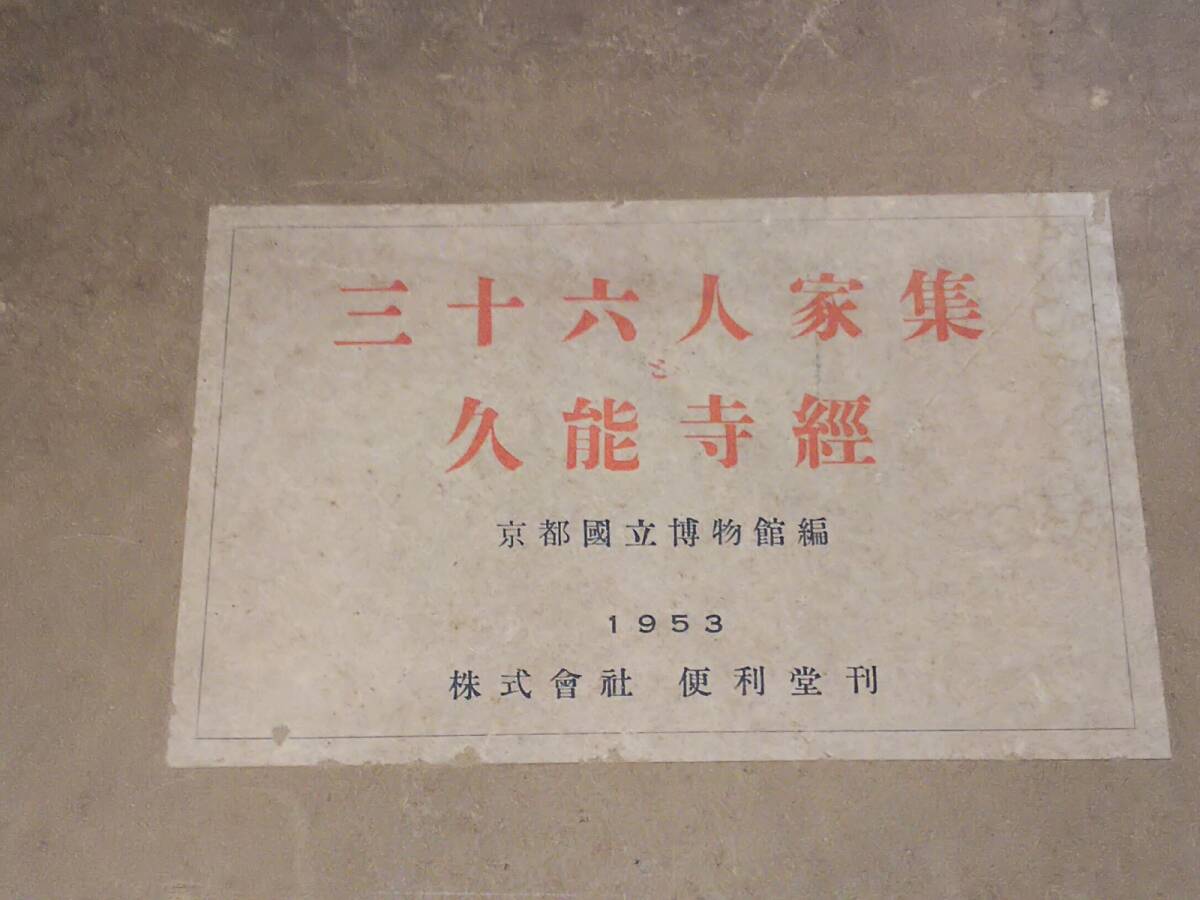 三十六人家集
と
久能寺經
京都國立博物館編
1953
株式會社 便利堂刊